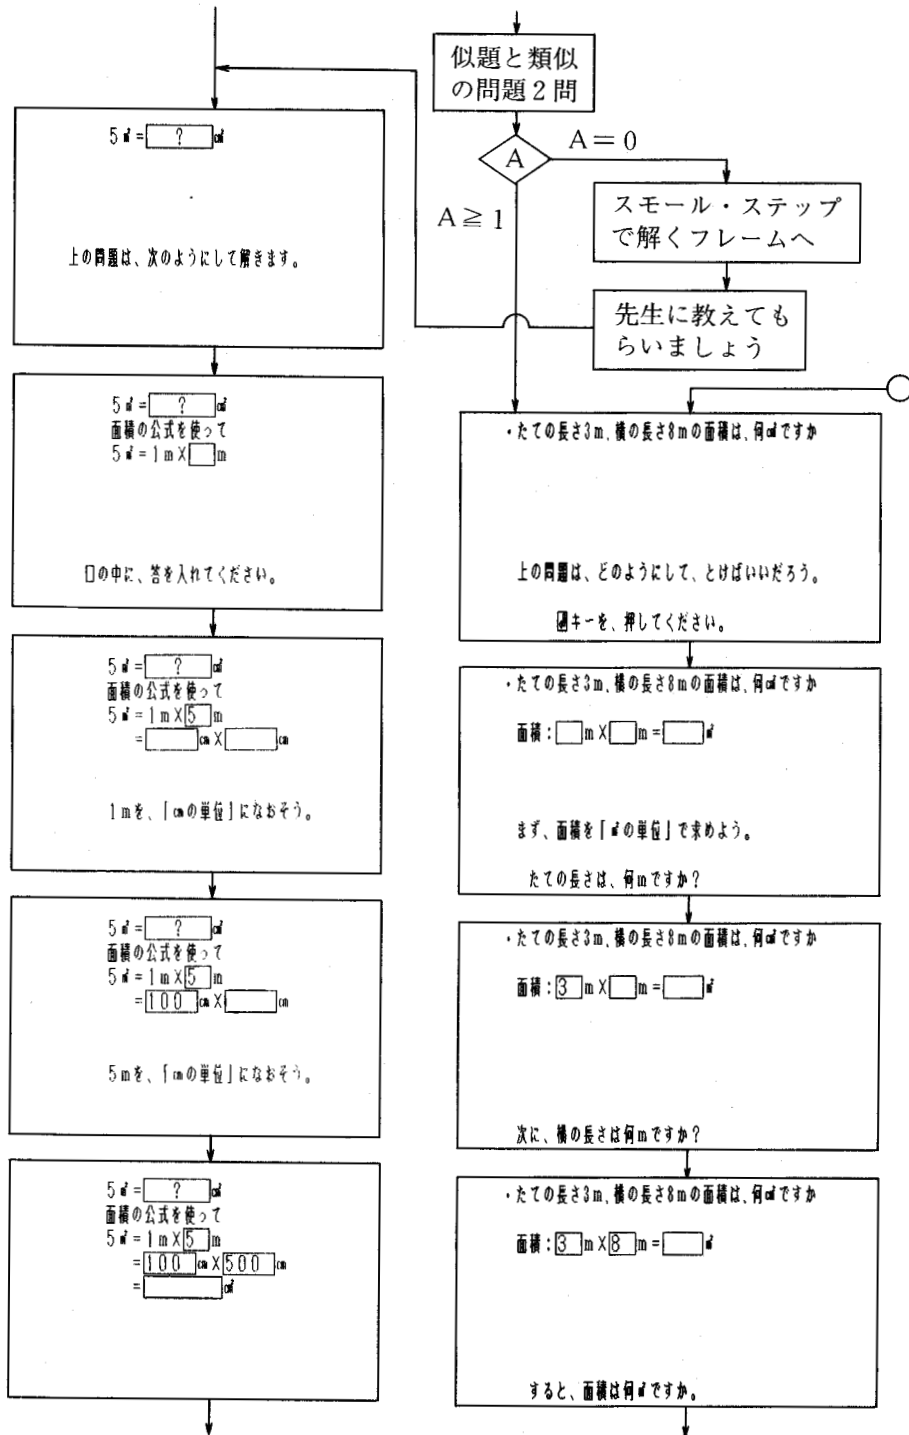 5㎡=?c㎡
上の問題は、次のようにして解きます。
5㎡=?c㎡
面積の公式を使って
5㎡=1m×□m
□の中に、答を入れてください。
5㎡=?c㎡
面積の公式を使って
5㎡=1m×5m
=□cm×□cm
1mを、「cmの単位」になおそう。
5㎡=?c㎡
面積の公式を使って
5㎡=1m×5m
=100cm×□cm
5mを、「cmの単位」になおそう。
5㎡=?c㎡
面積の公式を使って
5㎡=1m×5m
=100cm×500cm
=□c㎡
似題と類似
の問題2問
A
A=0
A≧1
スモール・ステップ
で解くフレームへ
先生に教えても
らいましょう
・たての長さ3m、横の長さ8mの面積は、何c㎡ですか
上の問題は、どのようにして、とけばいいだろう。
キーを、押してください。
・たての長さ3m、横の長さ8mの面積は、何c㎡ですか
面積:□m×□m=□㎡
まず、面積を「㎡の単位」で求めよう。
たての長さは、何mですか?
・たての長さ3m、横の長さ8mの面積は、何c㎡ですか
面積:3m×□m=□㎡
次に、横の長さは何mですか?
・たての長さ3m、横の長さ8mの面積は、何c㎡ですか
面積:3m×8m=□㎡
すると、面積は何㎡ですか。